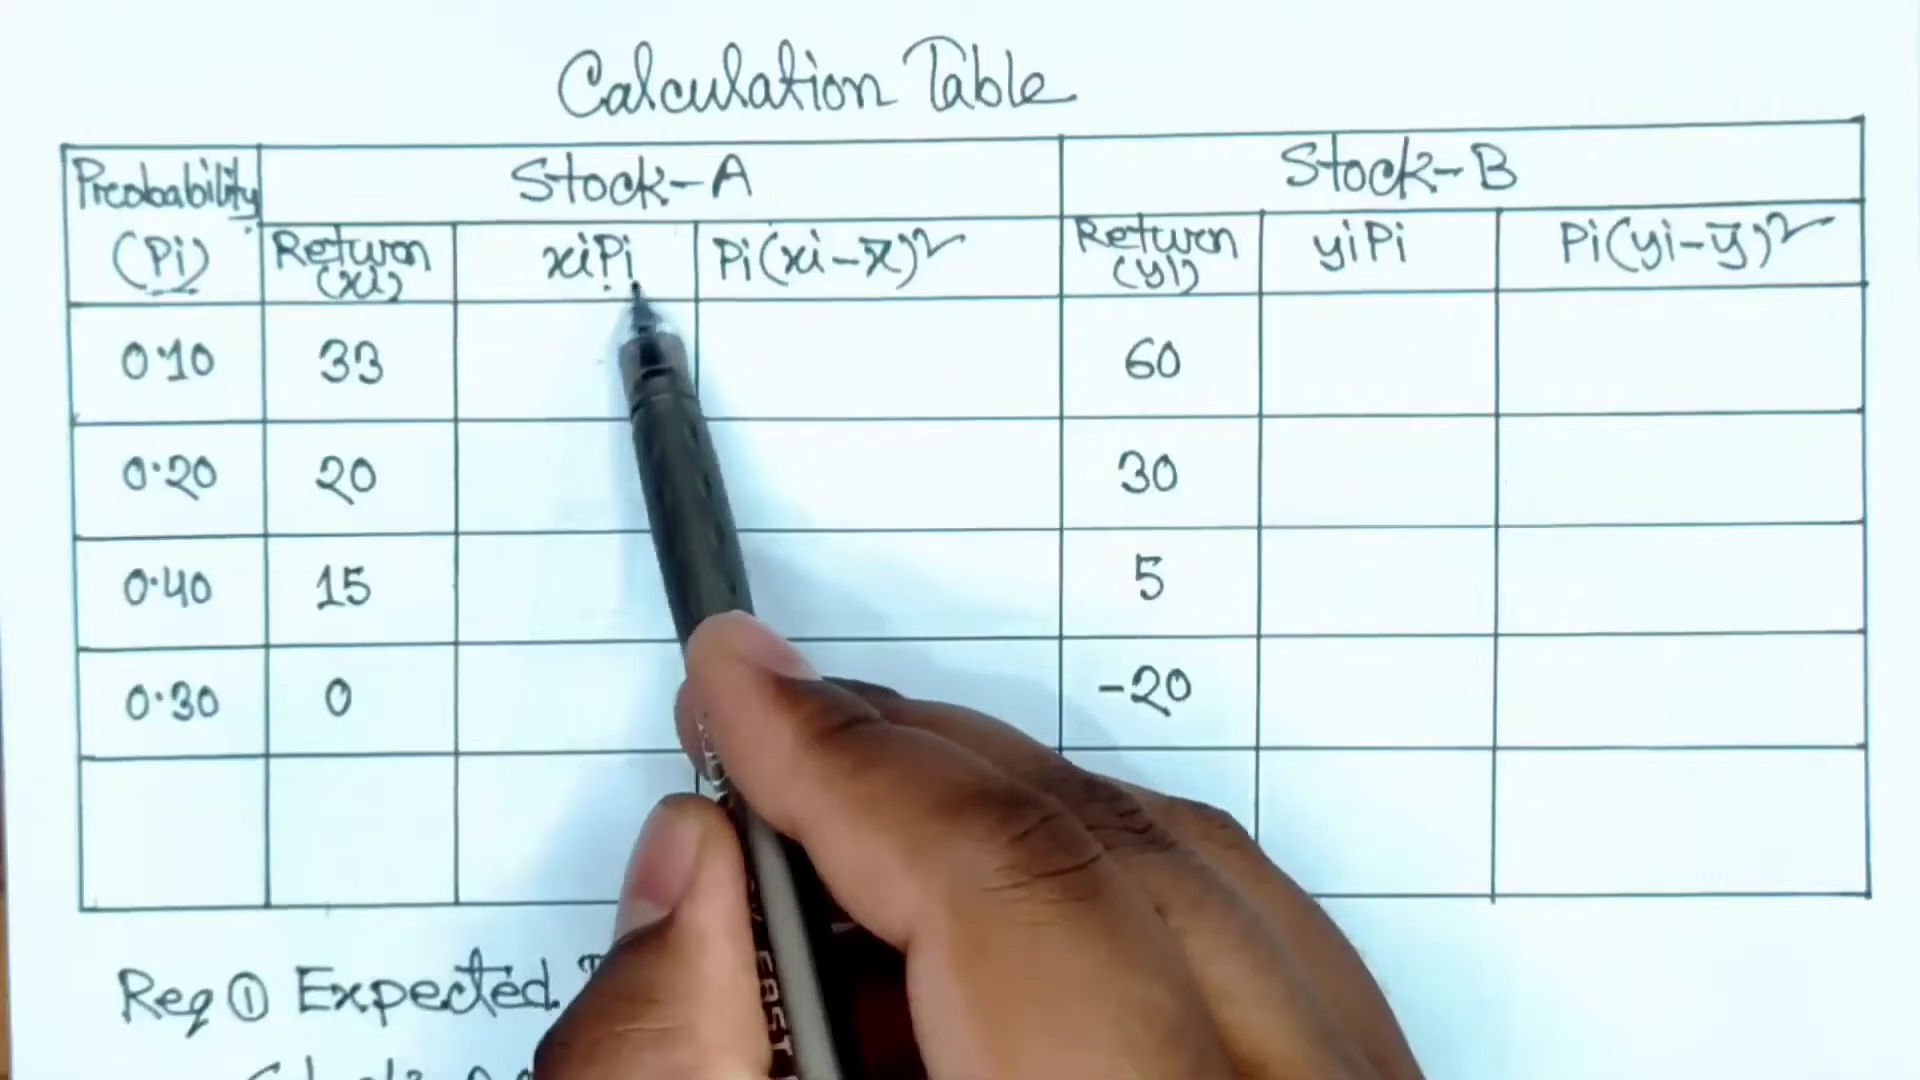 Calculation Table
Probability (Pi) Stock-A Stock-B
Return (xi) xiPi Pi(xi-x̄)² Return (yi) yiPi Pi(yi-ȳ)²
0.10 33 60
0.20 20 30
0.40 15 5
0.30 0 -20
Req ① Expected